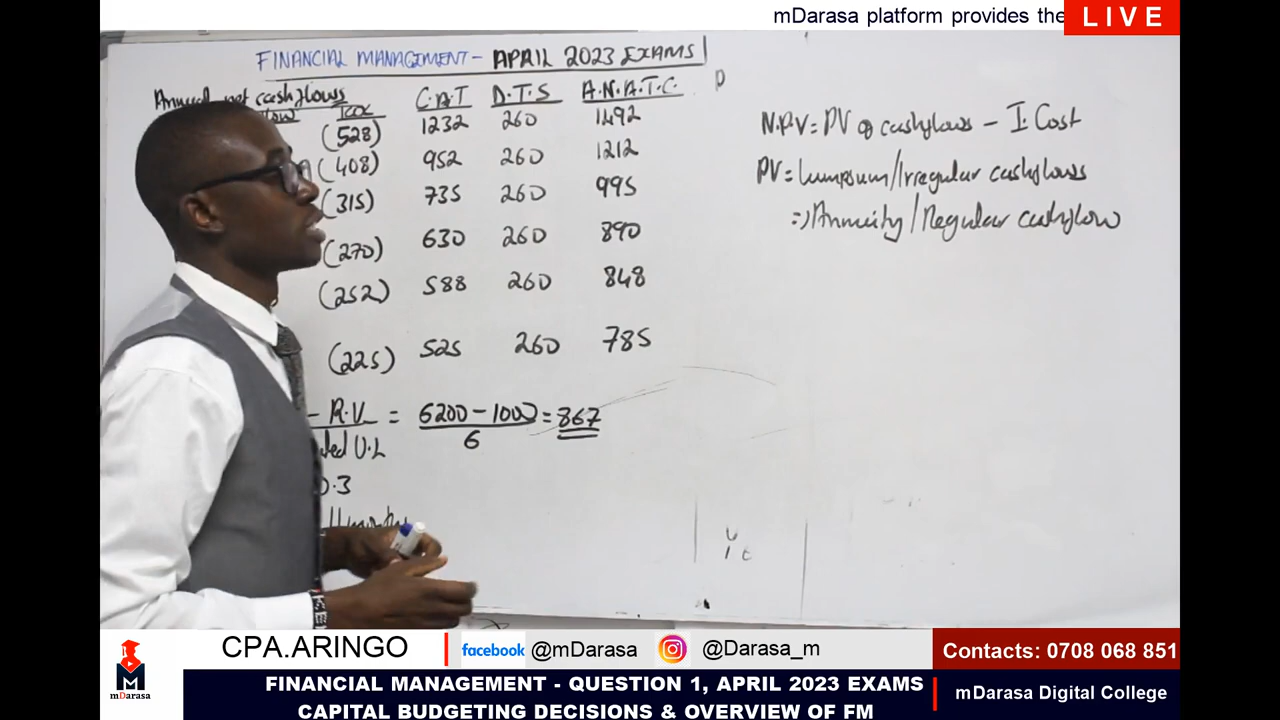 mDarasa platform provides the
LIVE
FINANCIAL MANAGEMENT - APRIL 2023 EXAMS
Annual net cashflows C.A.T D.T.S A.N.A.T.C. P
(528) 1232 260 1492
(408) 952 260 1212
(315) 735 260 995
(270) 630 260 890
(252) 588 260 848
(225) 525 260 785
- R.V = 6200 - 1000 = 867
U.L 6
0.3
N.P.V = PV of cashflows - I. Cost
PV = Lumpsum/Irregular cashflows
=) Annuity/Regular cashflow
mDarasa
CPA.ARINGO
facebook @mDarasa
@Darasa_m
Contacts: 0708 068 851
FINANCIAL MANAGEMENT - QUESTION 1, APRIL 2023 EXAMS
CAPITAL BUDGETING DECISIONS & OVERVIEW OF FM
mDarasa Digital College